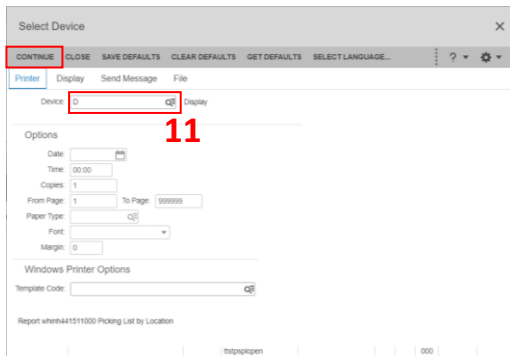 Select Device
CONTINUE CLOSE SAVE DEFAULTS CLEAR DEFAULTS GET DEFAULTS SELECT LANGUAGE... ?
Printer Display Send Message File
Device: D Display
11
Options
Date:
Time: 00:00
Copies: 1
From Page: 1 To Page: 999999
Paper Type:
Font:
Margin: 0
Windows Printer Options
Template Code:
Report whinh441511000 Picking List by Location
ttstpsplopen 000